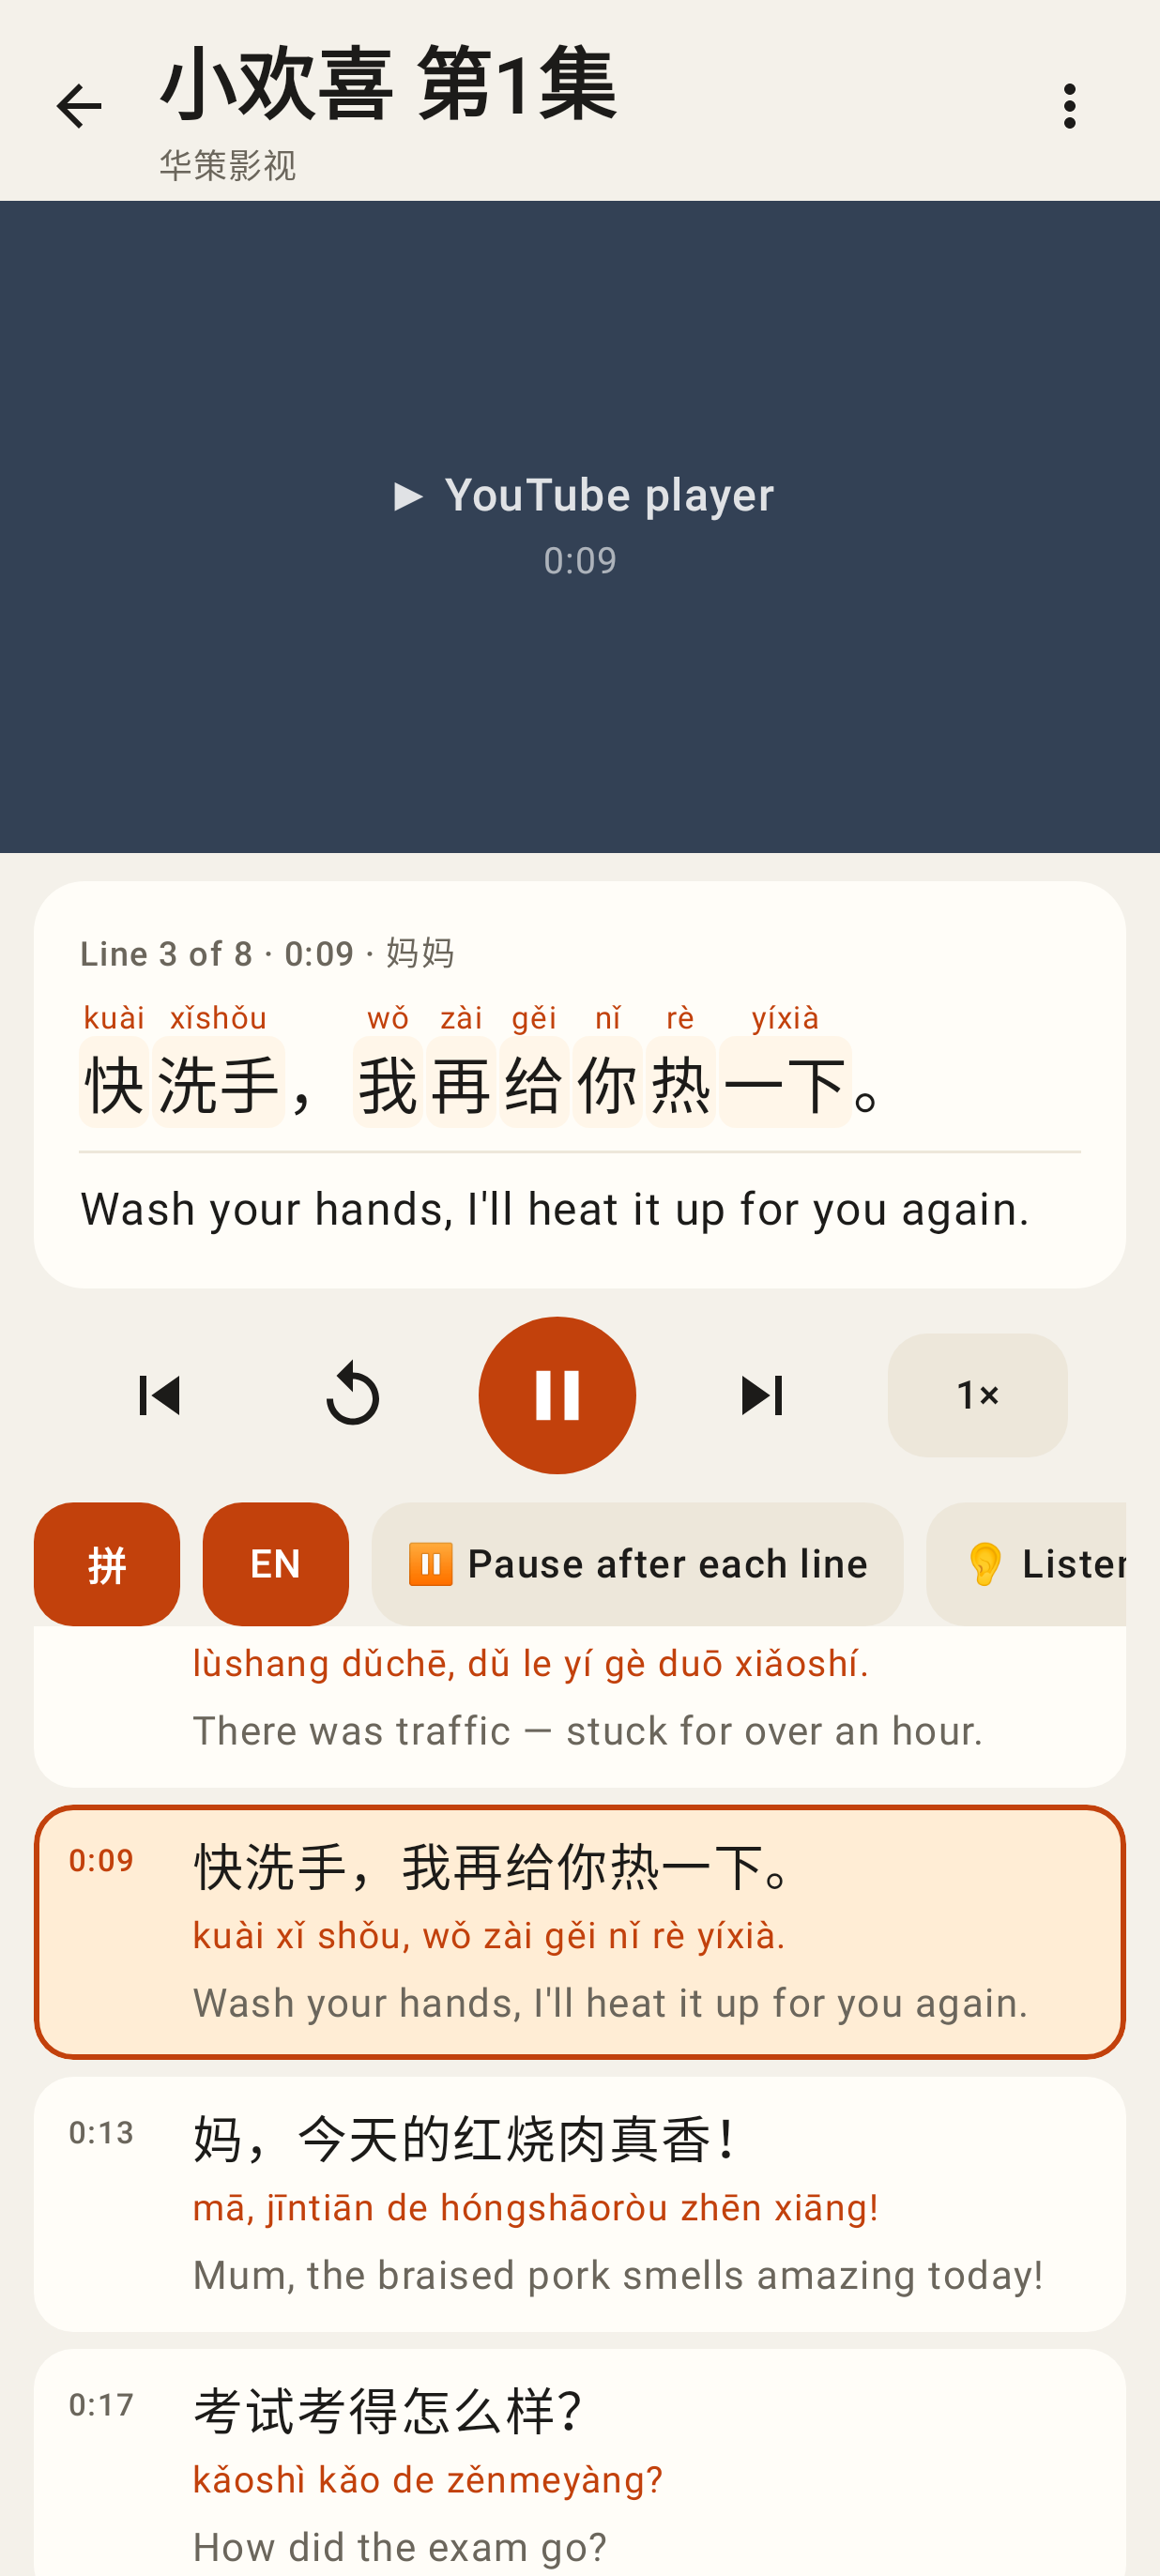 小欢喜 第1集
华策影视
▶ YouTube player
0:09
Line 3 of 8 · 0:09 · 妈妈
kuài xǐshǒu wǒ zài gěi nǐ rè yíxià
快洗手，我再给你热一下。
Wash your hands, I'll heat it up for you again.
1×
拼 EN Pause after each line Listen
lùshang dǔchē, dǔ le yí gè duō xiǎoshí.
There was traffic — stuck for over an hour.
0:09 快洗手，我再给你热一下。
kuài xǐ shǒu, wǒ zài gěi nǐ rè yíxià.
Wash your hands, I'll heat it up for you again.
0:13 妈，今天的红烧肉真香！
mā, jīntiān de hóngshāoròu zhēn xiāng!
Mum, the braised pork smells amazing today!
0:17 考试考得怎么样？
kǎoshì kǎo de zěnmeyàng?
How did the exam go?